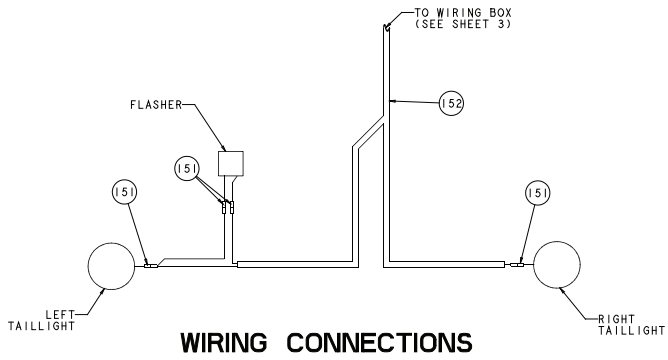 TO WIRING BOX
(SEE SHEET 3)
FLASHER
152
151
151
151
LEFT
TAILLIGHT
RIGHT
TAILLIGHT
WIRING CONNECTIONS